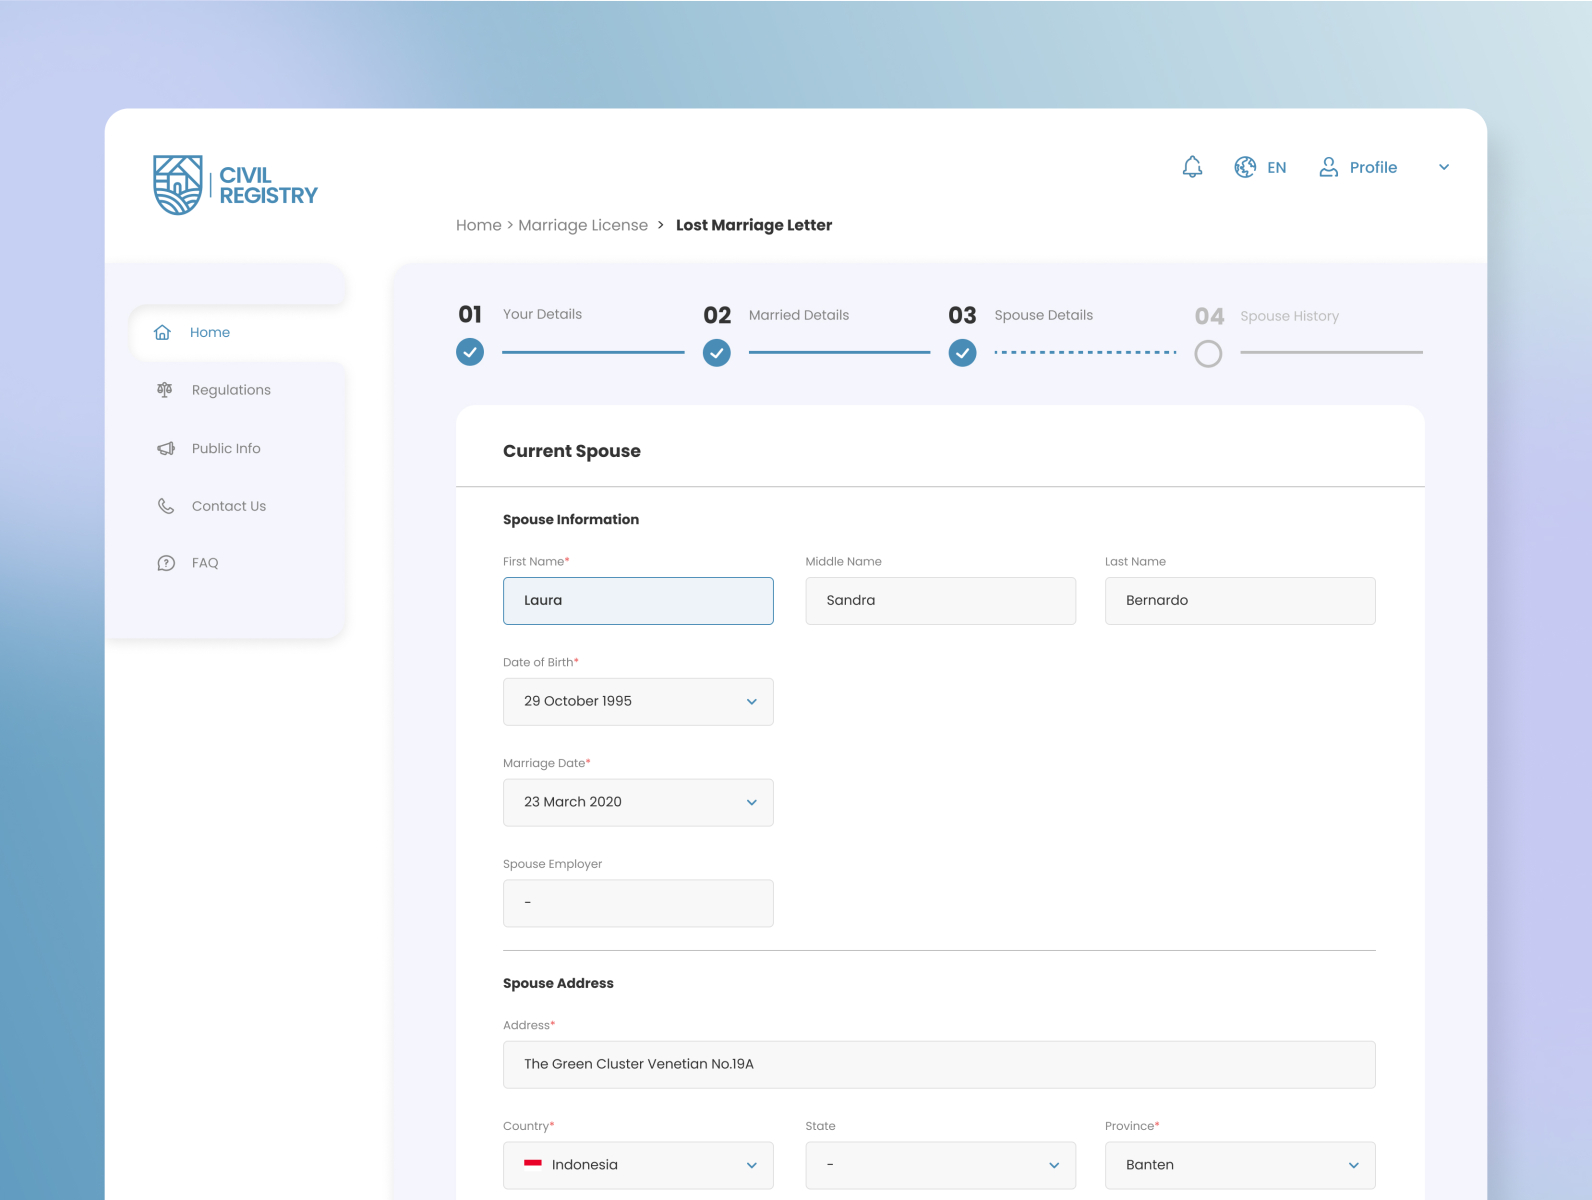 CIVIL
REGISTRY
EN
Profile
Home > Marriage License > Lost Marriage Letter
Home
Regulations
Public Info
Contact Us
FAQ
01 Your Details
02 Married Details
03 Spouse Details
04 Spouse History
Current Spouse
Spouse Information
First Name* Middle Name Last Name
Laura Sandra Bernardo
Date of Birth*
29 October 1995
Marriage Date*
23 March 2020
Spouse Employer
-
Spouse Address
Address*
The Green Cluster Venetian No.19A
Country* State Province*
Indonesia - Banten